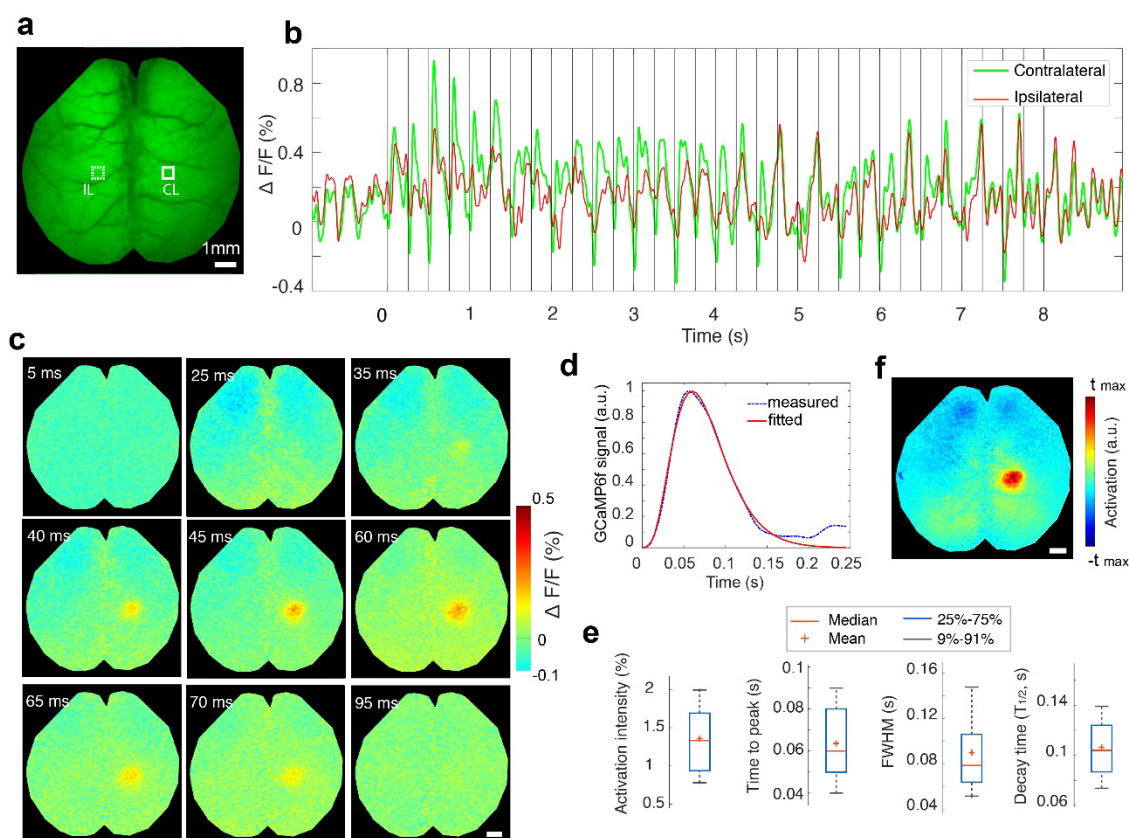 a
IL
CL
1mm
b
Δ F/F (%)
0.8
0.4
0
-0.4
Contralateral
Ipsilateral
0 1 2 3 4 5 6 7 8
Time (s)
c
5 ms
25 ms
35 ms
40 ms
45 ms
60 ms
65 ms
70 ms
95 ms
0.5
0
-0.1
Δ F/F (%)
d
GCaMP6f signal (a.u.)
1
0.8
0.6
0.4
0.2
0
measured
fitted
0 0.05 0.1 0.15 0.2 0.25
Time (s)
f
t max
-t max
Activation (a.u.)
e
Median
Mean
25%-75%
9%-91%
Activation intensity (%)
2
1.5
1
0.5
Time to peak (s)
0.1
0.08
0.06
0.04
FWHM (s)
0.16
0.12
0.08
0.04
Decay time (T1/2, s)
0.14
0.1
0.06